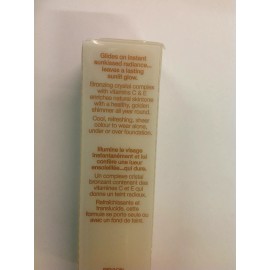 Glides on instant
sunkissed radiance...
leaves a lasting
sunlit glow.
Bronzing crystal complex
with vitamins C & E
enriches natural skintone
with a healthy, golden
shimmer all year round.
Cool, refreshing, sheer
colour to wear alone,
under or over foundation.
Illumine le visage
instantanément et lui
confère une lueur
ensoleillée...qui dure.
Un complexe cristal
bronzant contenant des
vitamines C et E qui
donne un teint radieux.
Rafraîchissante et
translucide, cette
formule se porte seule ou
avec un fond de teint.